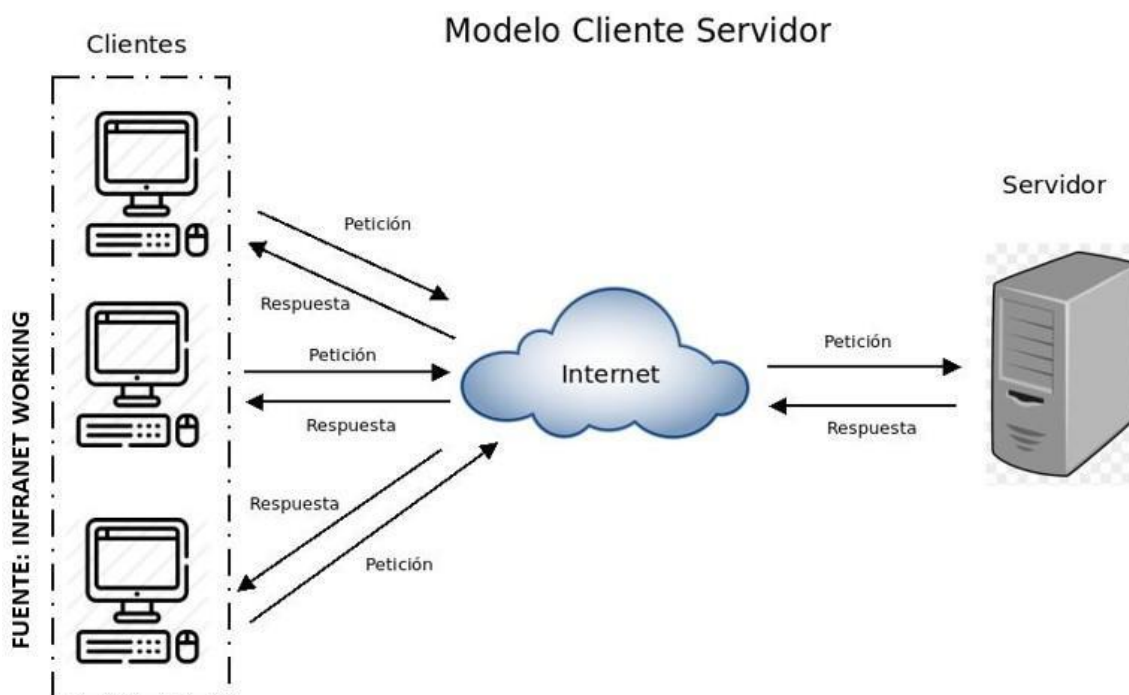 Modelo Cliente Servidor
Clientes
Servidor
Petición
Respuesta
Petición
Respuesta
Respuesta
Petición
Internet
Petición
Respuesta
FUENTE: INFRANET WORKING